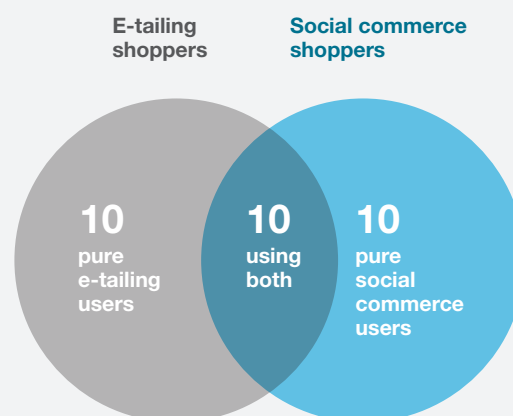 E-tailing
shoppers
Social commerce
shoppers
10
pure
e-tailing
users
10
using
both
10
pure
social
commerce
users